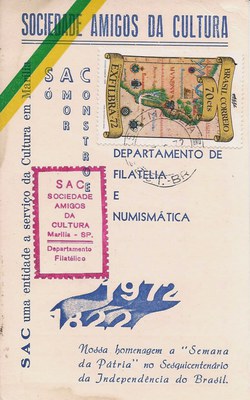 SOCIEDADE AMIGOS DA CULTURA
SAC uma entidade a serviço da Cultura em Marília
SÓ
AMOR
CONSTROE
BRASIL CORREIO
70 cts
EXFILBRA-72
DEPARTAMENTO DE
FILATELIA
E
NUMISMÁTICA
SAC
SOCIEDADE
AMIGOS
DA
CULTURA
Marília - SP.
Departamento
Filatélico
1972
1822
Nossa homenagem a "Semana
da Pátria" no Sesquicentenário
da Independência do Brasil.